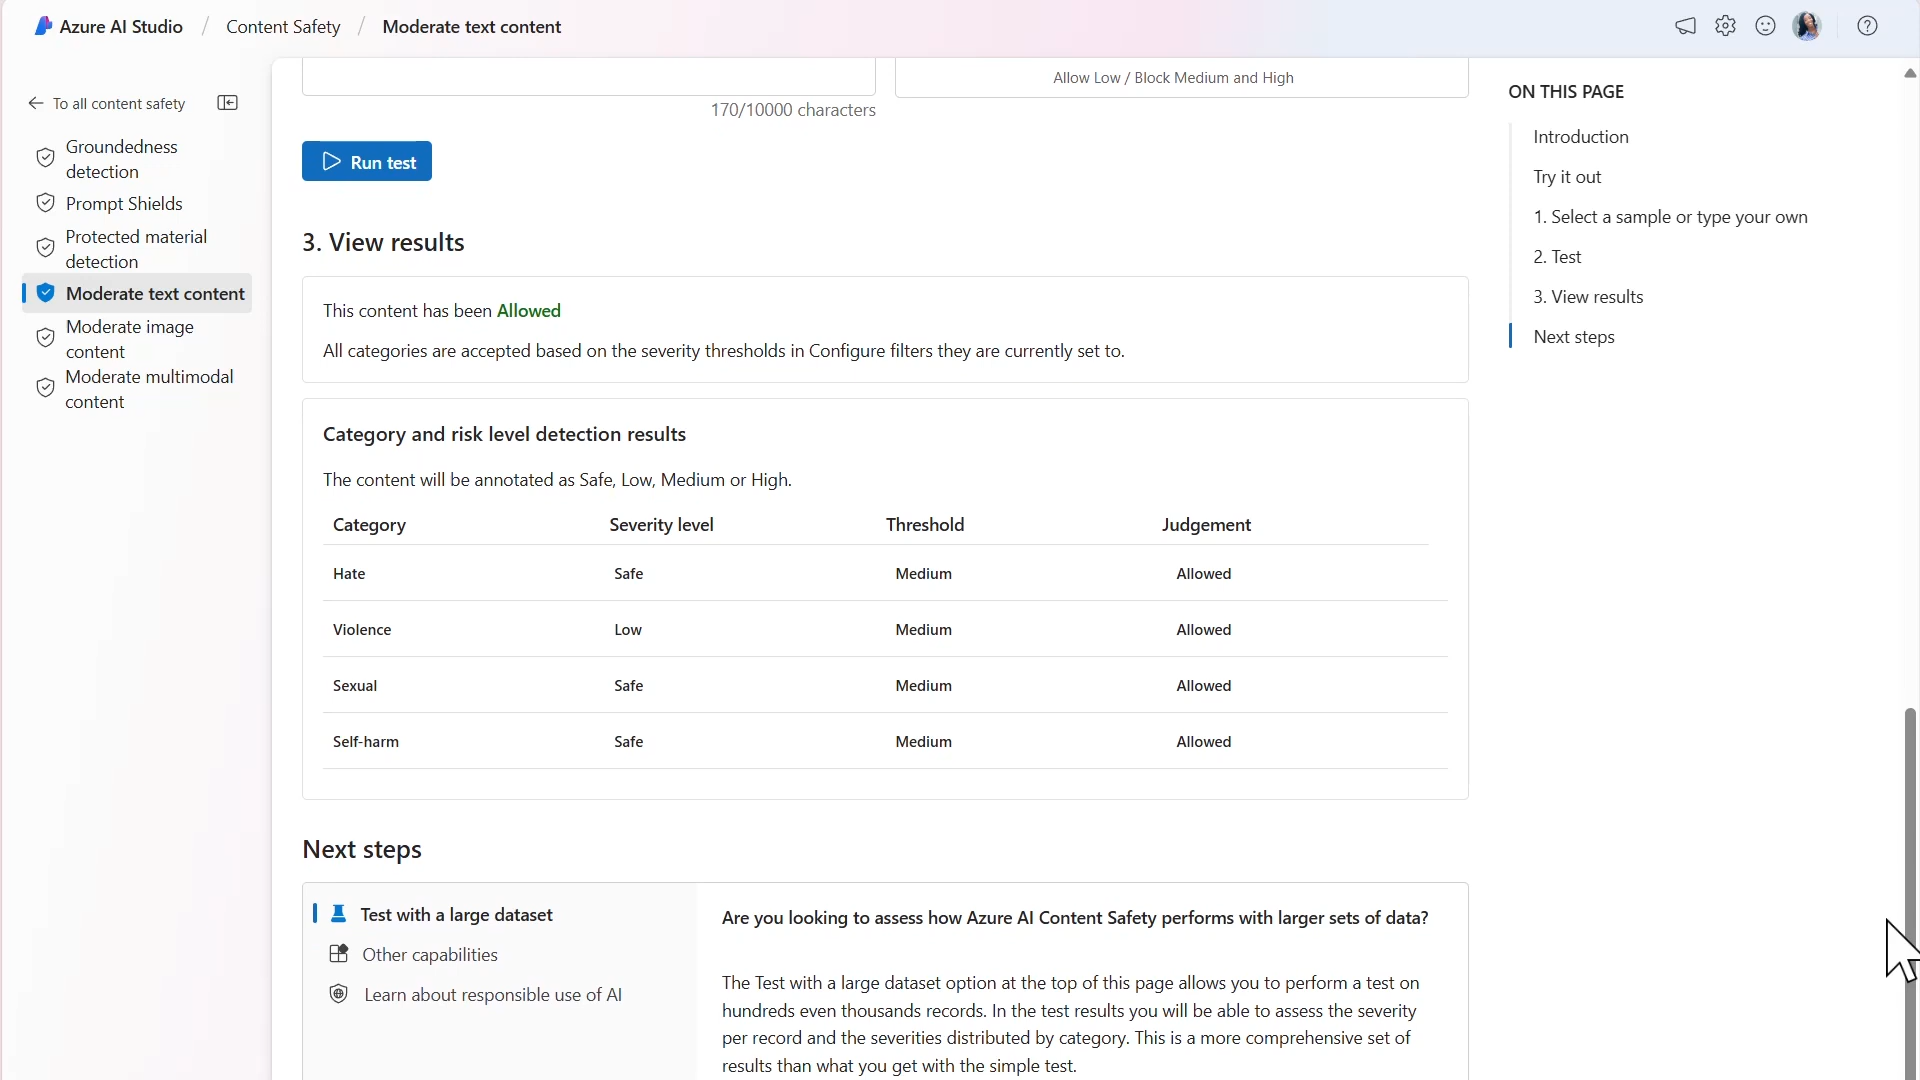 Azure AI Studio / Content Safety / Moderate text content
To all content safety
Groundedness
detection
Prompt Shields
Protected material
detection
Moderate text content
Moderate image
content
Moderate multimodal
content
Allow Low / Block Medium and High
170/10000 characters
Run test
3. View results
This content has been Allowed
All categories are accepted based on the severity thresholds in Configure filters they are currently set to.
Category and risk level detection results
The content will be annotated as Safe, Low, Medium or High.
Category Severity level Threshold Judgement
Hate Safe Medium Allowed
Violence Low Medium Allowed
Sexual Safe Medium Allowed
Self-harm Safe Medium Allowed
Next steps
Test with a large dataset
Other capabilities
Learn about responsible use of AI
Are you looking to assess how Azure AI Content Safety performs with larger sets of data?
The Test with a large dataset option at the top of this page allows you to perform a test on
hundreds even thousands records. In the test results you will be able to assess the severity
per record and the severities distributed by category. This is a more comprehensive set of
results than what you get with the simple test.
ON THIS PAGE
Introduction
Try it out
1. Select a sample or type your own
2. Test
3. View results
Next steps